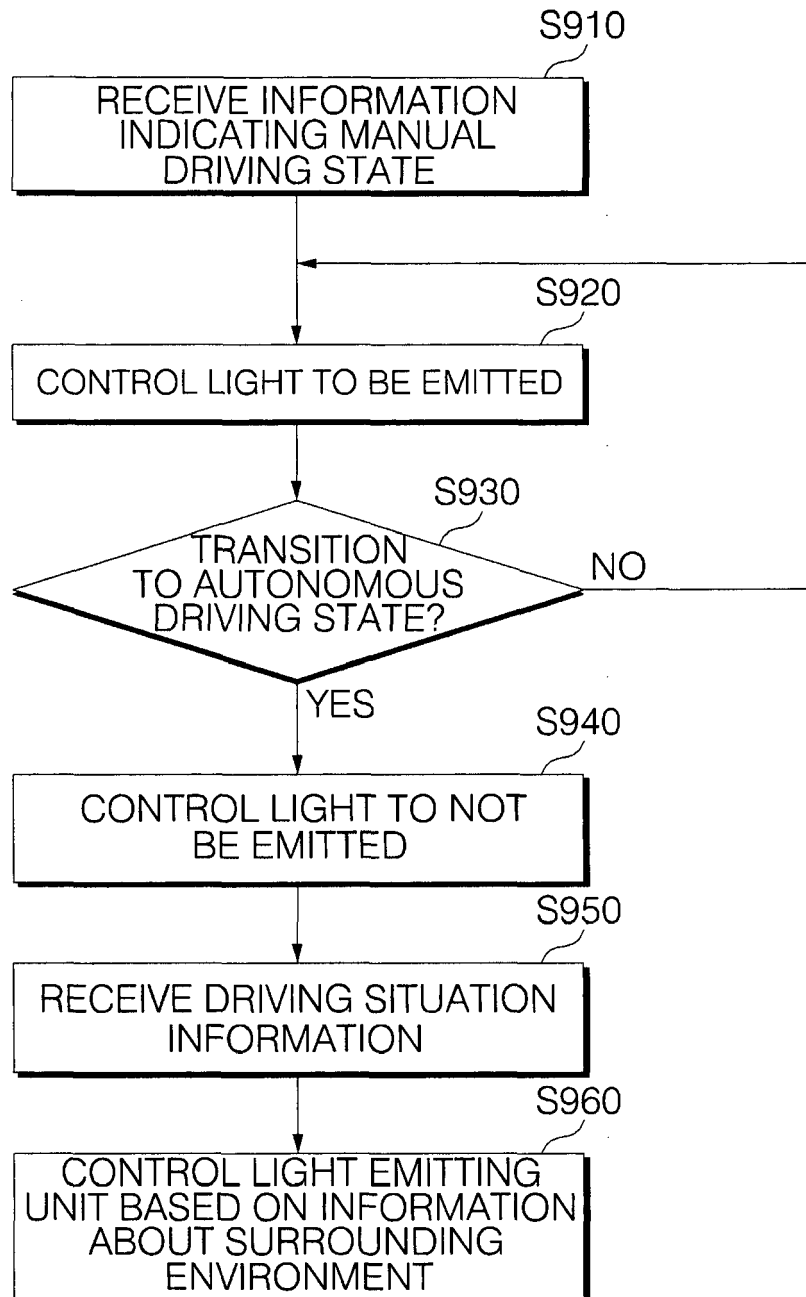 S910
RECEIVE INFORMATION
INDICATING MANUAL
DRIVING STATE
S920
CONTROL LIGHT TO BE EMITTED
S930
TRANSITION
TO AUTONOMOUS
DRIVING STATE?
NO
YES
S940
CONTROL LIGHT TO NOT
BE EMITTED
S950
RECEIVE DRIVING SITUATION
INFORMATION
S960
CONTROL LIGHT EMITTING
UNIT BASED ON INFORMATION
ABOUT SURROUNDING
ENVIRONMENT